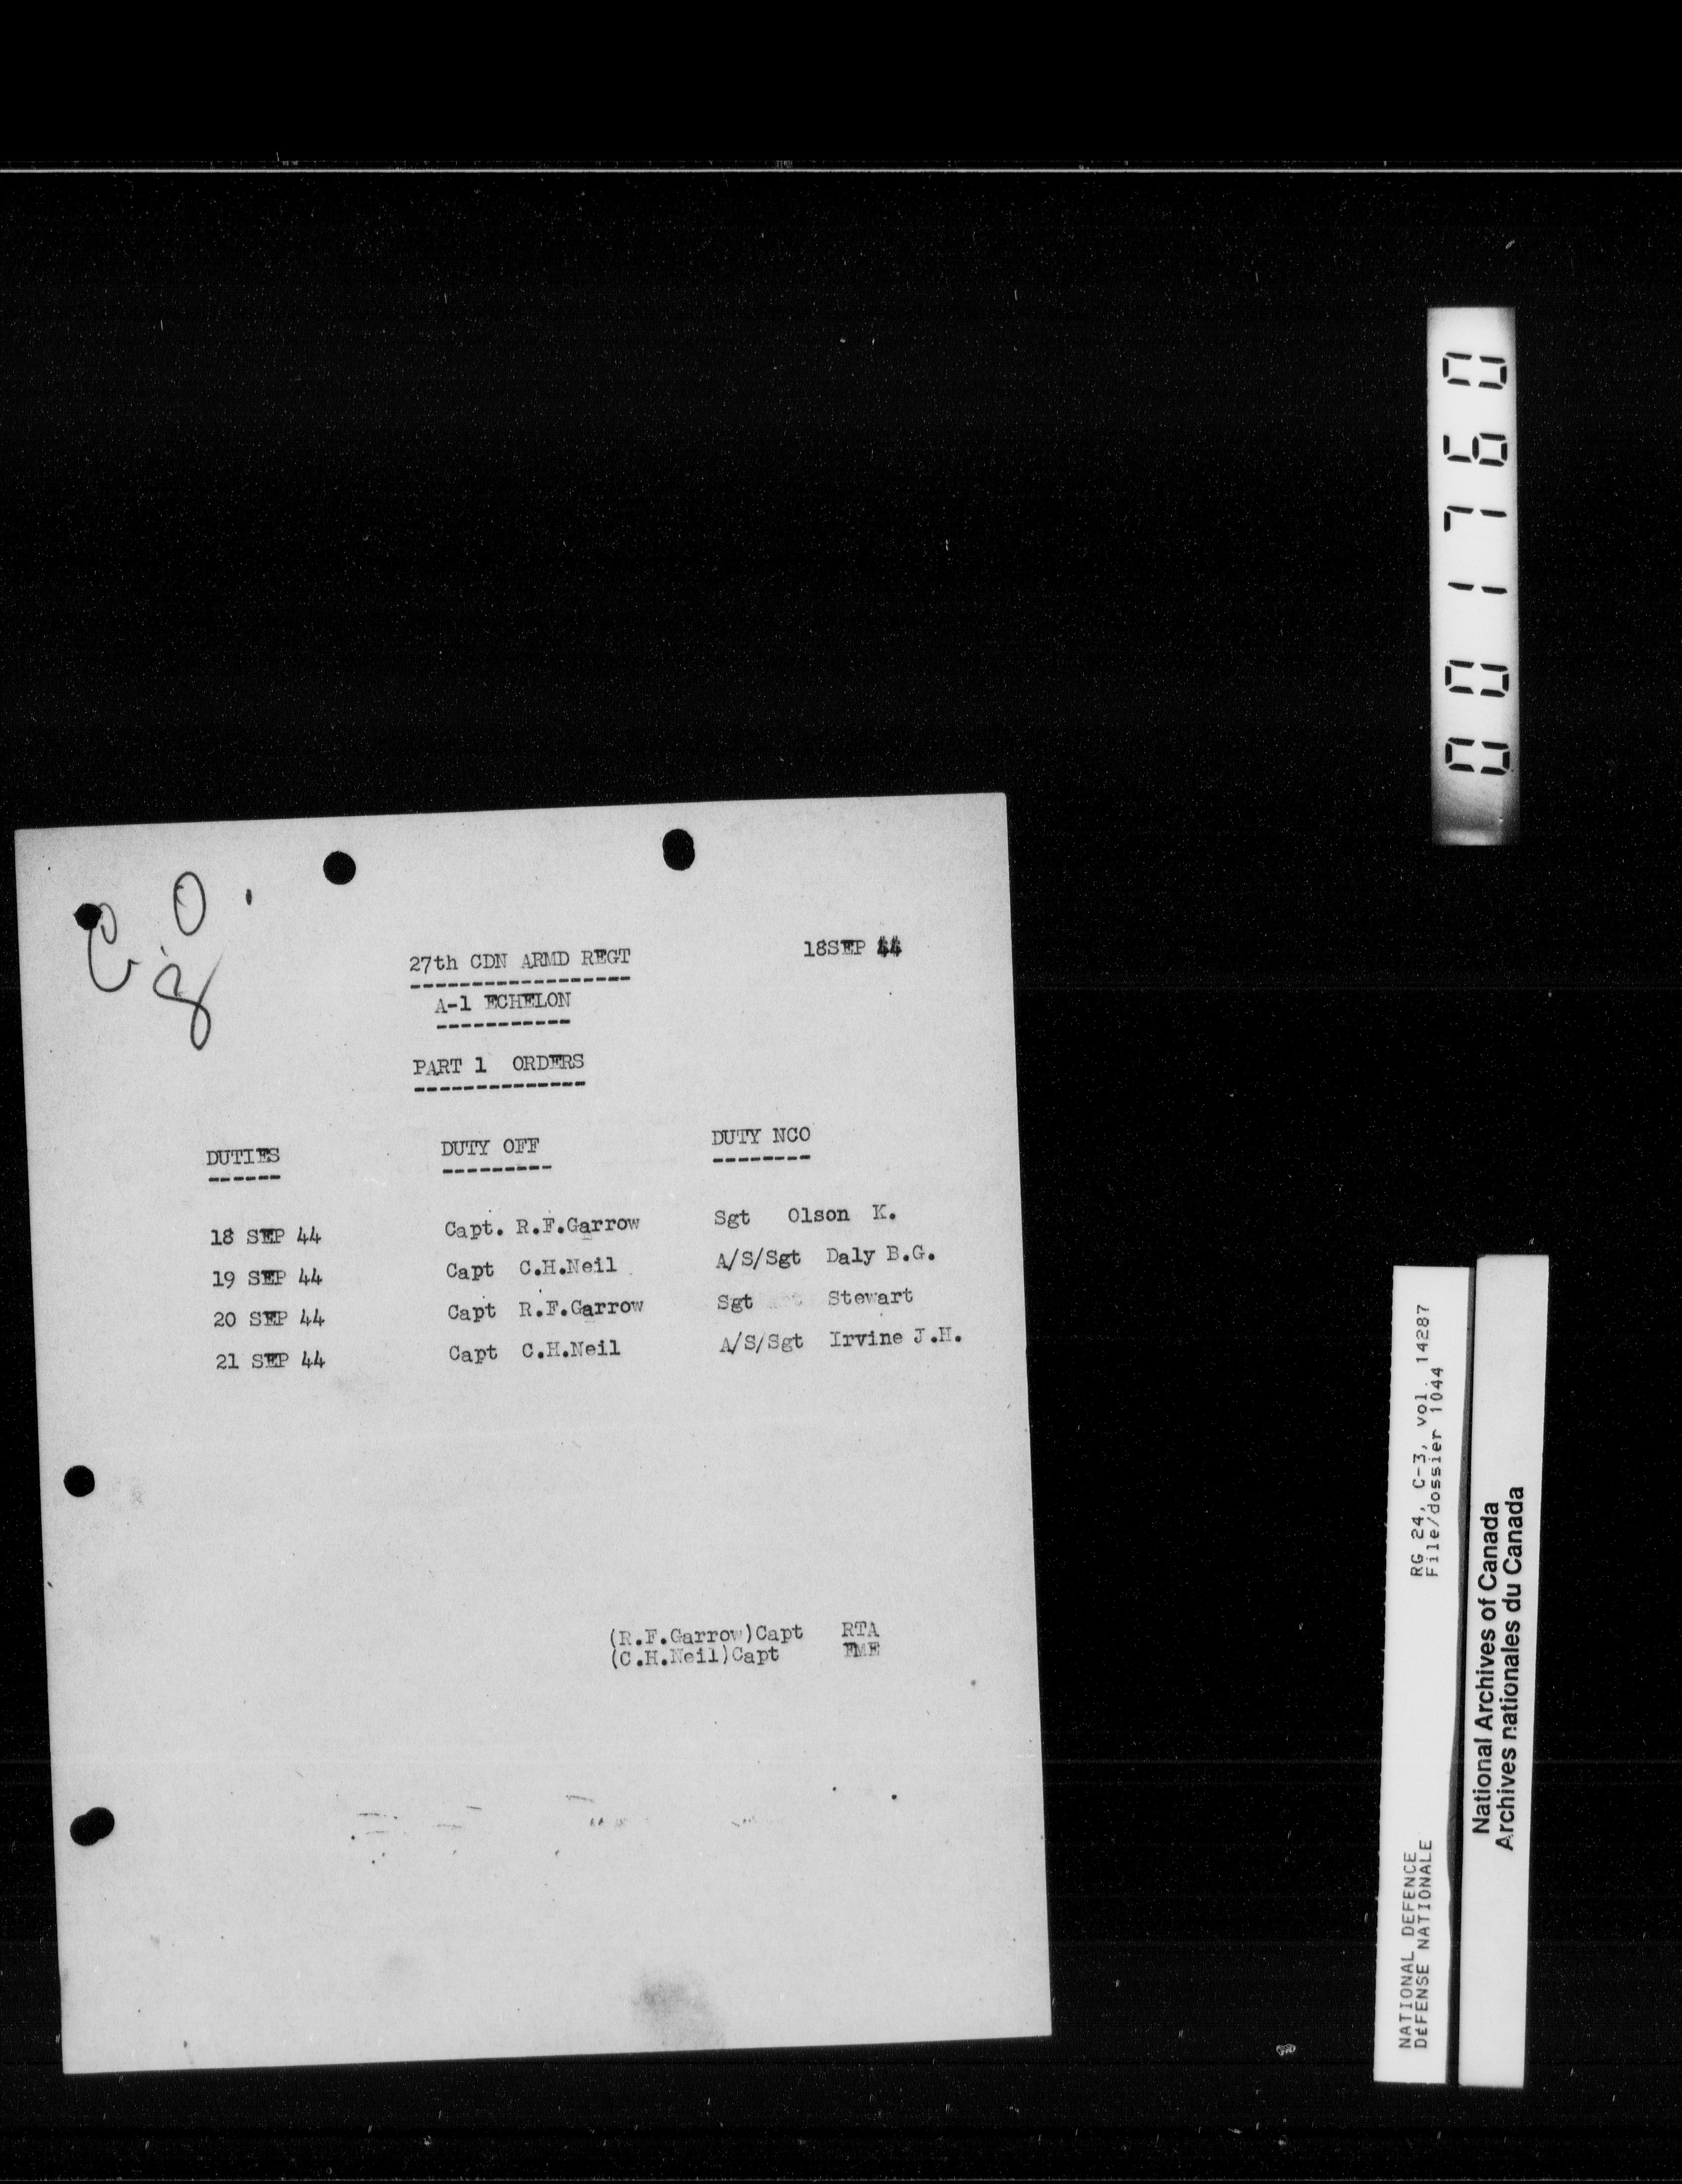 C.O.
8
27th CDN ARMD REGT 18SEP 44
A-1 ECHELON
PART 1 ORDERS
DUTIES DUTY OFF DUTY NCO
18 SEP 44 Capt. R.F.Garrow Sgt Olson K.
19 SEP 44 Capt C.H.Neil A/S/Sgt Daly B.G.
20 SEP 44 Capt R.F.Garrow Sgt Stewart
21 SEP 44 Capt C.H.Neil A/S/Sgt Irvine J.H.
(R.F.Garrow)Capt RTA
(C.H.Neil)Capt FME
001760
NATIONAL DEFENCE RG 24, C-3, vol. 14287
DÉFENSE NATIONALE File/dossier 1044
National Archives of Canada
Archives nationales du Canada